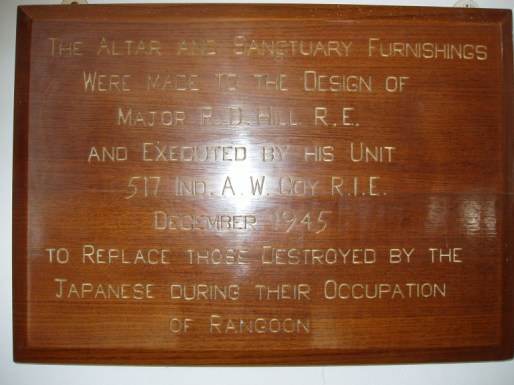 The Altar and Sanctuary Furnishings
Were made to the Design of
Major R. D. Hill R.E.
and Executed by his Unit
517 Ind. A. W. Coy R.I.E.
December 1945
to Replace those Destroyed by the
Japanese during their Occupation
of Rangoon